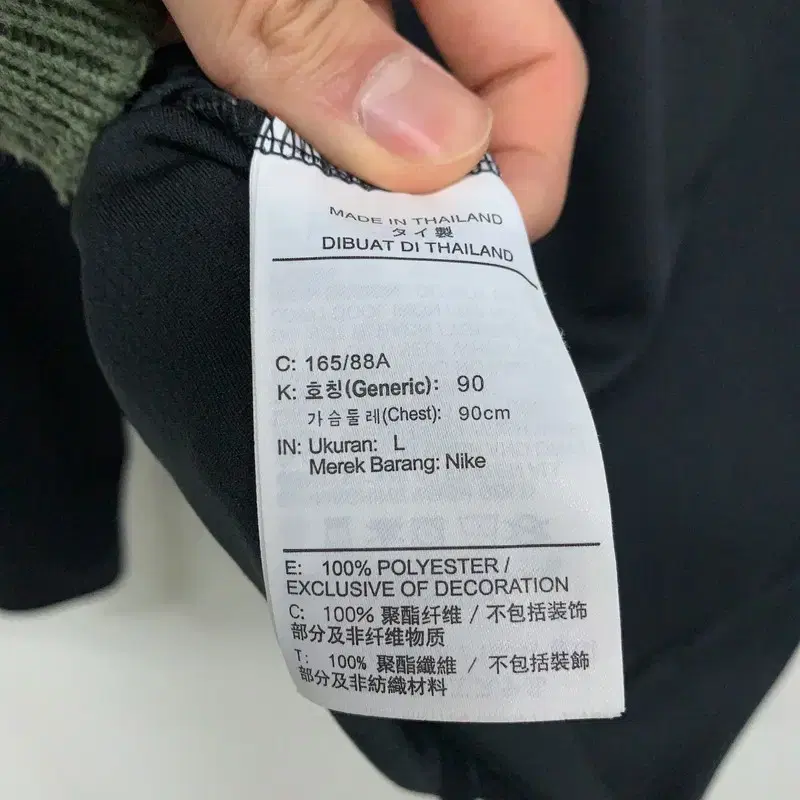 MADE IN THAILAND
タイ製
DIBUAT DI THAILAND
C: 165/88A
K: 호칭(Generic): 90
가슴둘레(Chest): 90cm
IN: Ukuran: L
Merek Barang: Nike
E: 100% POLYESTER /
EXCLUSIVE OF DECORATION
C: 100% 聚酯纤维 / 不包括装饰
部分及非纤维物质
T: 100% 聚酯纖維 / 不包括裝飾
部分及非紡織材料